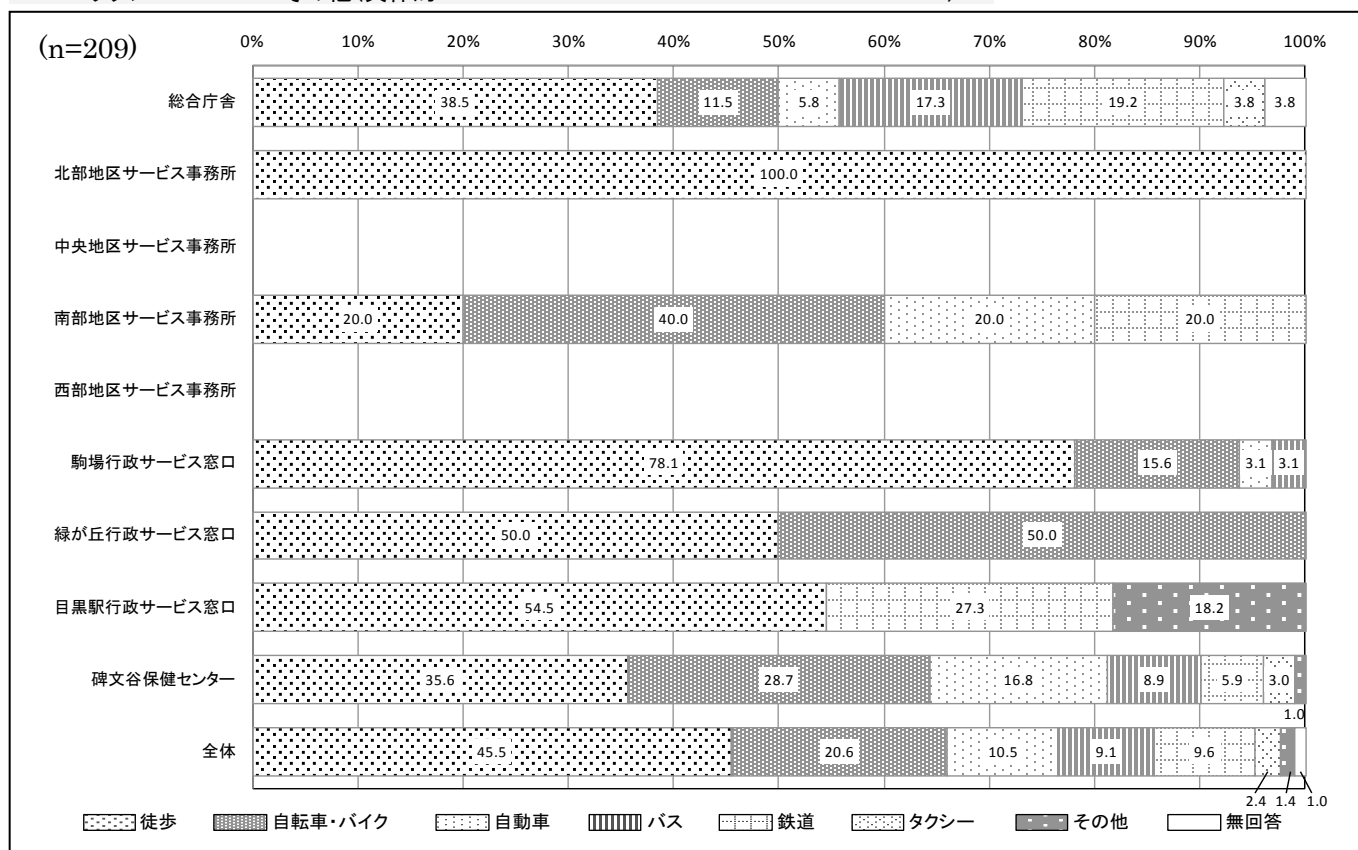 (n=209)
0% 10% 20% 30% 40% 50% 60% 70% 80% 90% 100%
総合庁舎 38.5 11.5 5.8 17.3 19.2 3.8 3.8
北部地区サービス事務所 100.0
中央地区サービス事務所
南部地区サービス事務所 20.0 40.0 20.0 20.0
西部地区サービス事務所
駒場行政サービス窓口 78.1 15.6 3.1 3.1
緑が丘行政サービス窓口 50.0 50.0
目黒駅行政サービス窓口 54.5 27.3 18.2
碑文谷保健センター 35.6 28.7 16.8 8.9 5.9 3.0 1.0
全体 45.5 20.6 10.5 9.1 9.6 2.4 1.4 1.0
徒歩 自転車・バイク 自動車 バス 鉄道 タクシー その他 無回答